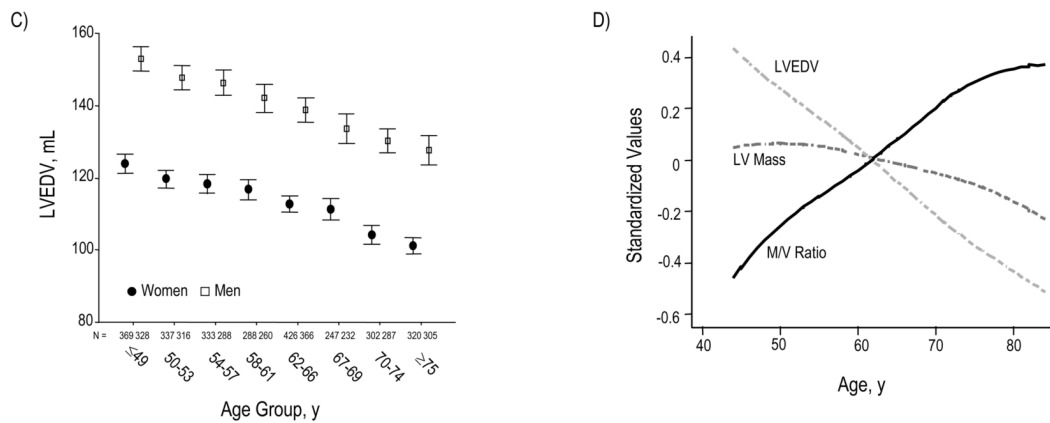 C)
160
140
120
100
80
LVEDV, mL
Women
Men
N =
369 328
337 316
333 288
288 260
426 366
247 232
302 287
320 305
≤49
50-53
54-57
58-61
62-66
67-69
70-74
≥75
Age Group, y
D)
0.4
0.2
0
-0.2
-0.4
-0.6
Standardized Values
LVEDV
LV Mass
M/V Ratio
40
50
60
70
80
Age, y